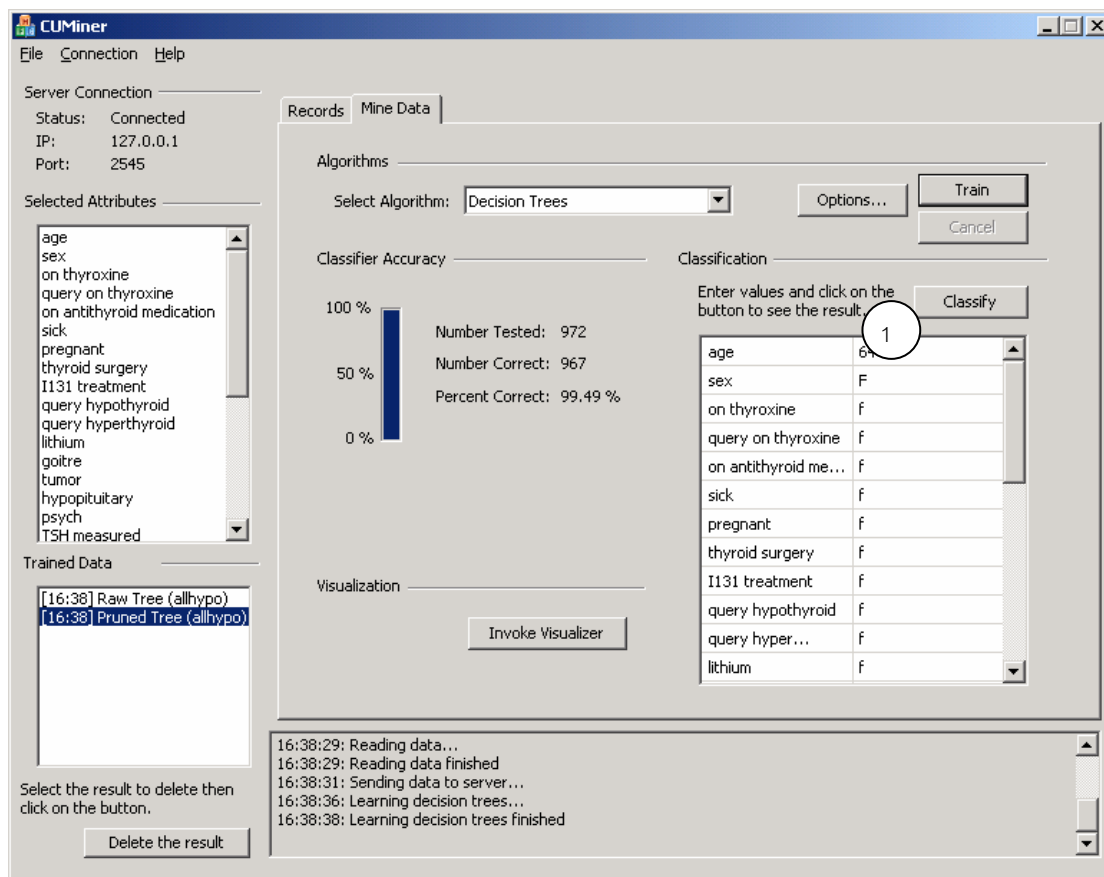 CUMiner
File Connection Help
Server Connection
Status: Connected
IP: 127.0.0.1
Port: 2545
Selected Attributes
age
sex
on thyroxine
query on thyroxine
on antithyroid medication
sick
pregnant
thyroid surgery
I131 treatment
query hypothyroid
query hyperthyroid
lithium
goitre
tumor
hypopituitary
psych
TSH measured
Trained Data
[16:38] Raw Tree (allhypo)
[16:38] Pruned Tree (allhypo)
Select the result to delete then
click on the button.
Delete the result
Records Mine Data
Algorithms
Select Algorithm: Decision Trees
Options...
Train
Cancel
Classifier Accuracy
100 %
50 %
0 %
Number Tested: 972
Number Correct: 967
Percent Correct: 99.49 %
Visualization
Invoke Visualizer
Classification
Enter values and click on the
button to see the result.
Classify
1
age
sex F
on thyroxine f
query on thyroxine f
on antithyroid me... f
sick f
pregnant f
thyroid surgery f
I131 treatment f
query hypothyroid f
query hyper... f
lithium f
16:38:29: Reading data...
16:38:29: Reading data finished
16:38:31: Sending data to server...
16:38:36: Learning decision trees...
16:38:38: Learning decision trees finished